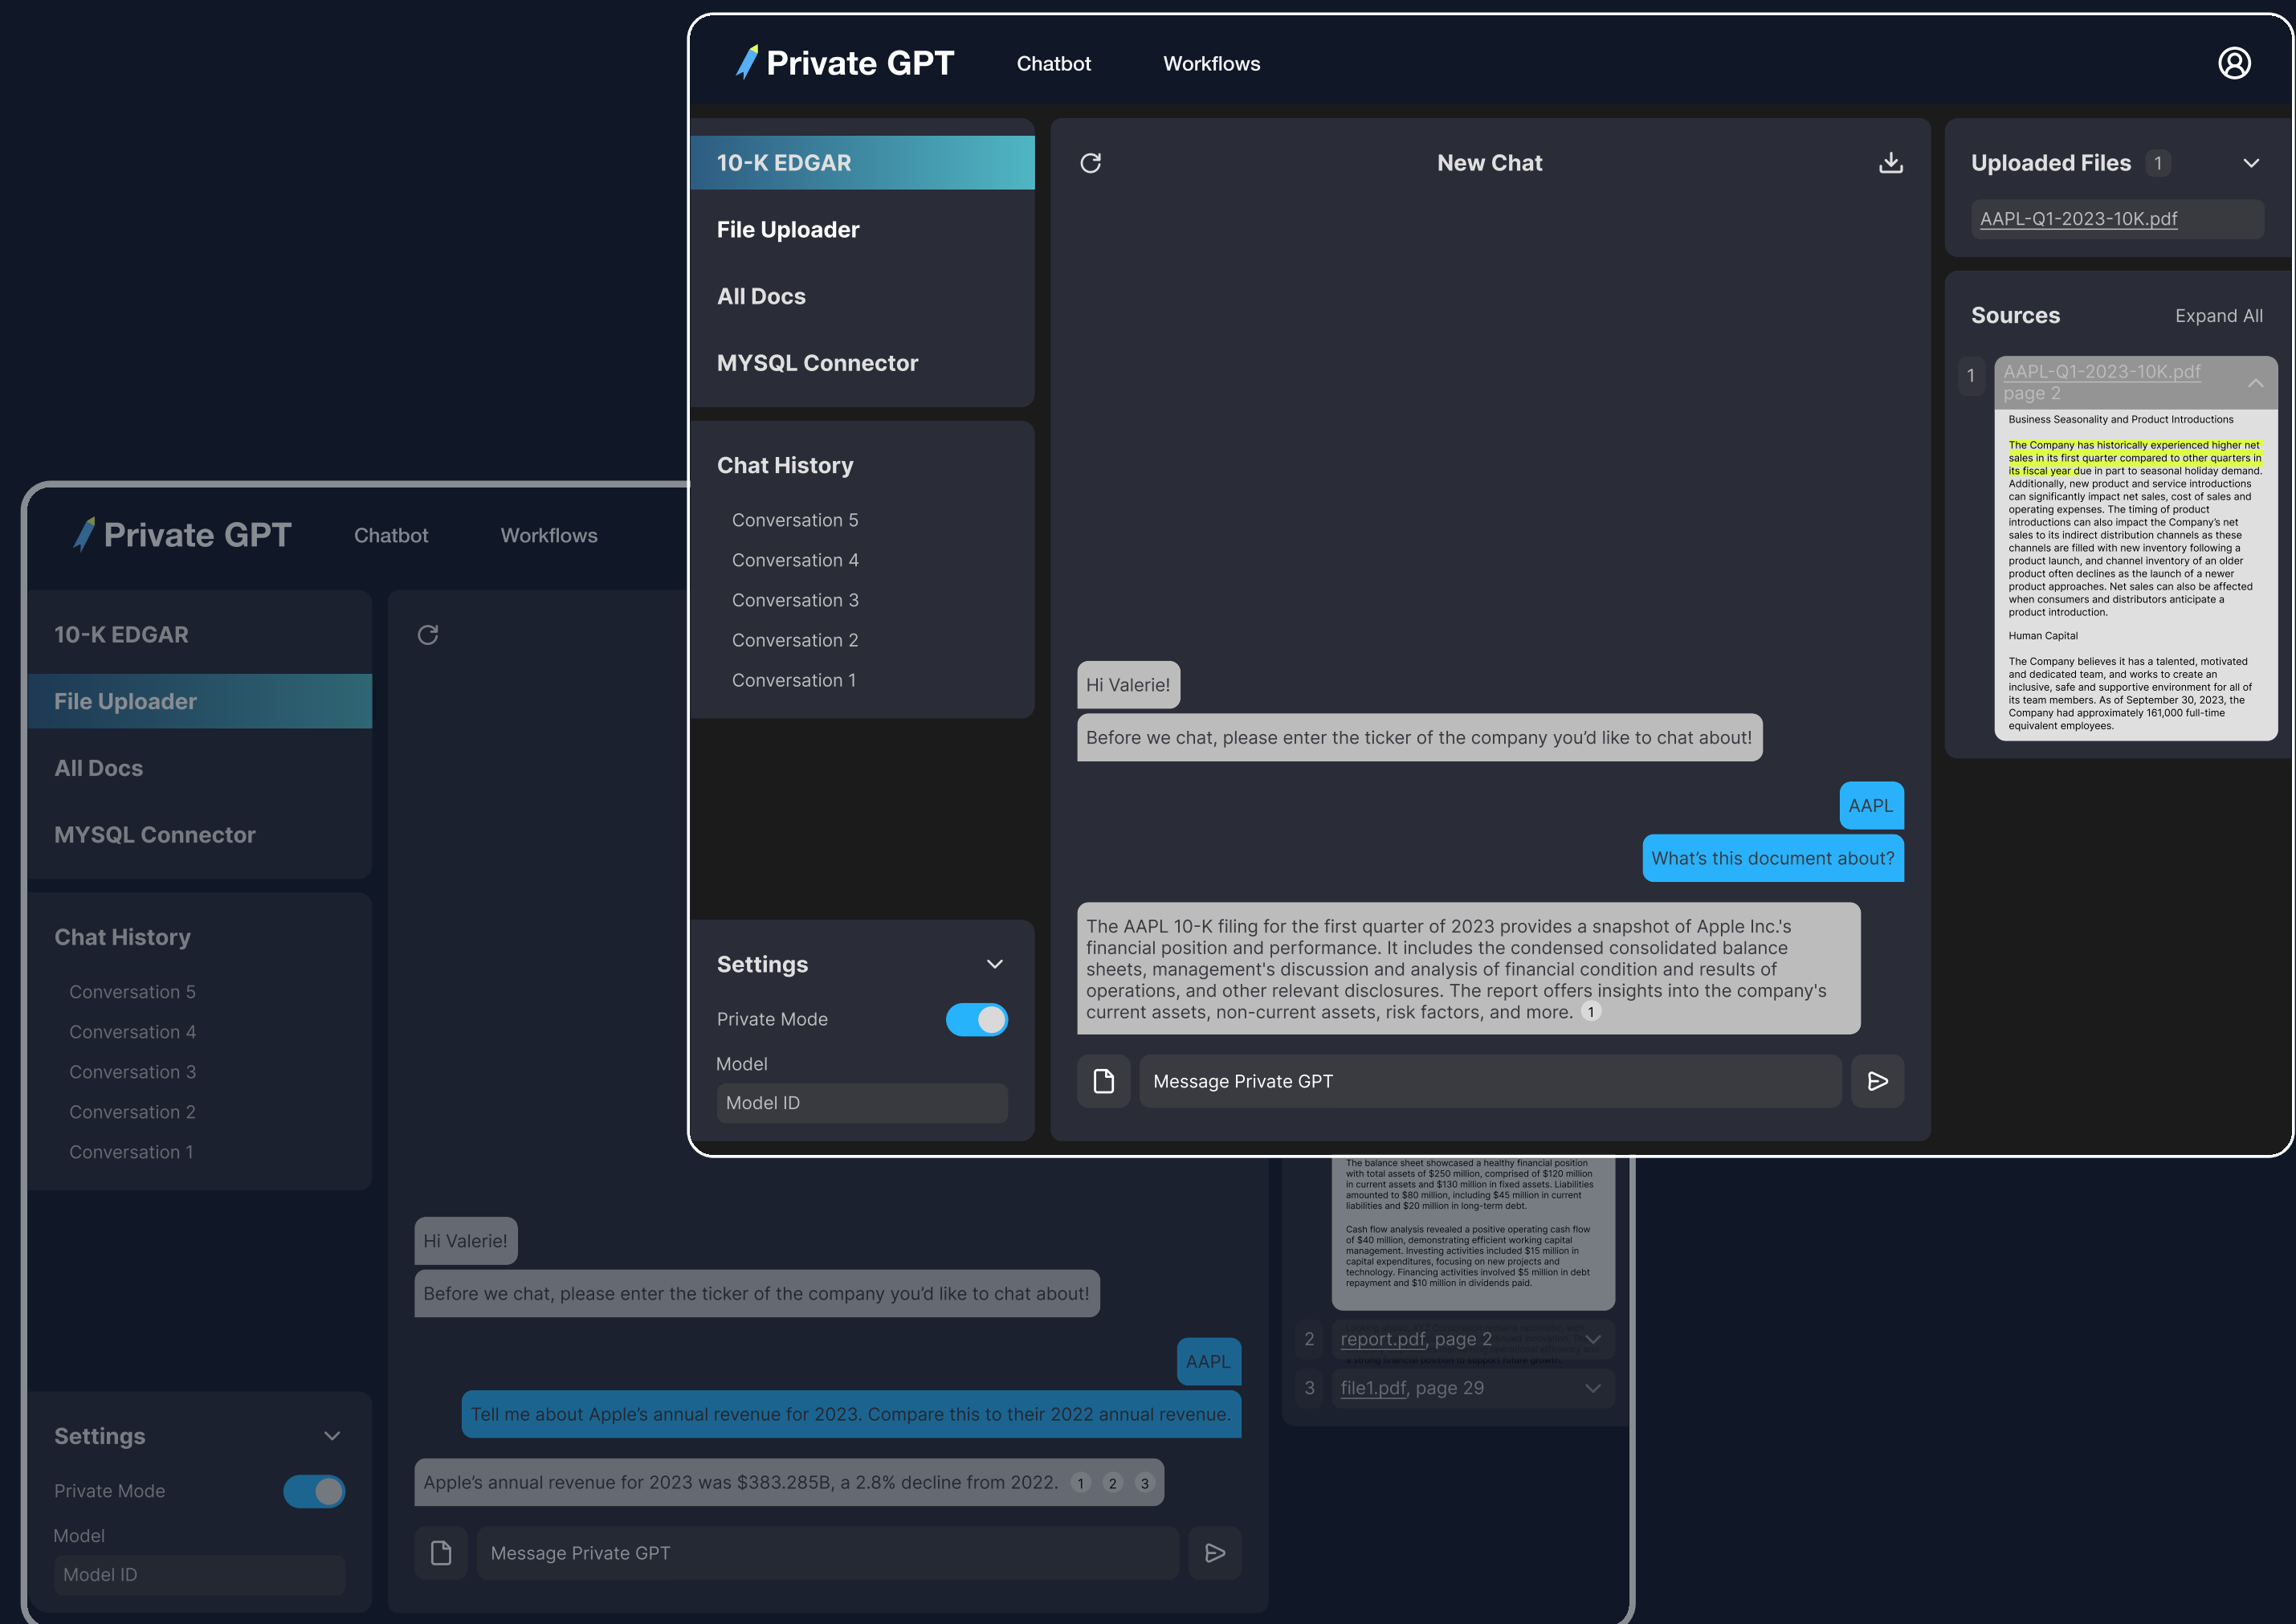 Private GPT
Chatbot
Workflows
10-K EDGAR
File Uploader
All Docs
MYSQL Connector
Chat History
Conversation 5
Conversation 4
Conversation 3
Conversation 2
Conversation 1
Settings
Private Mode
Model
Model ID
New Chat
Hi Valerie!
Before we chat, please enter the ticker of the company you’d like to chat about!
AAPL
What’s this document about?
The AAPL 10-K filing for the first quarter of 2023 provides a snapshot of Apple Inc.'s
financial position and performance. It includes the condensed consolidated balance
sheets, management's discussion and analysis of financial condition and results of
operations, and other relevant disclosures. The report offers insights into the company's
current assets, non-current assets, risk factors, and more. 1
Message Private GPT
Uploaded Files 1
AAPL-Q1-2023-10K.pdf
Sources
Expand All
1
AAPL-Q1-2023-10K.pdf
page 2
Business Seasonality and Product Introductions
The Company has historically experienced higher net
sales in its first quarter compared to other quarters in
its fiscal year due in part to seasonal holiday demand.
Additionally, new product and service introductions
can significantly impact net sales, cost of sales and
operating expenses. The timing of product
introductions can also impact the Company’s net
sales to its indirect distribution channels as these
channels are filled with new inventory following a
product launch, and channel inventory of an older
product often declines as the launch of a newer
product approaches. Net sales can also be affected
when consumers and distributors anticipate a
product introduction.
Human Capital
The Company believes it has a talented, motivated
and dedicated team, and works to create an
inclusive, safe and supportive environment for all of
its team members. As of September 30, 2023, the
Company had approximately 161,000 full-time
equivalent employees.
Private GPT
Chatbot
Workflows
10-K EDGAR
File Uploader
All Docs
MYSQL Connector
Chat History
Conversation 5
Conversation 4
Conversation 3
Conversation 2
Conversation 1
Settings
Private Mode
Model
Model ID
Hi Valerie!
Before we chat, please enter the ticker of the company you’d like to chat about!
AAPL
Tell me about Apple’s annual revenue for 2023. Compare this to their 2022 annual revenue.
Apple’s annual revenue for 2023 was $383.285B, a 2.8% decline from 2022. 1 2 3
Message Private GPT
The balance sheet showcased a healthy financial position
with total assets of $250 million, comprised of $120 million
in current assets and $130 million in fixed assets. Liabilities
amounted to $80 million, including $45 million in current
liabilities and $20 million in long-term debt.
Cash flow analysis revealed a positive operating cash flow
of $40 million, demonstrating efficient working capital
management. Investing activities included $15 million in
capital expenditures, focusing on new projects and
technology. Financing activities involved $5 million in debt
repayment and $10 million in dividends paid.
2
report.pdf, page 2
a strong financial position to support future growth.
3
file1.pdf, page 29